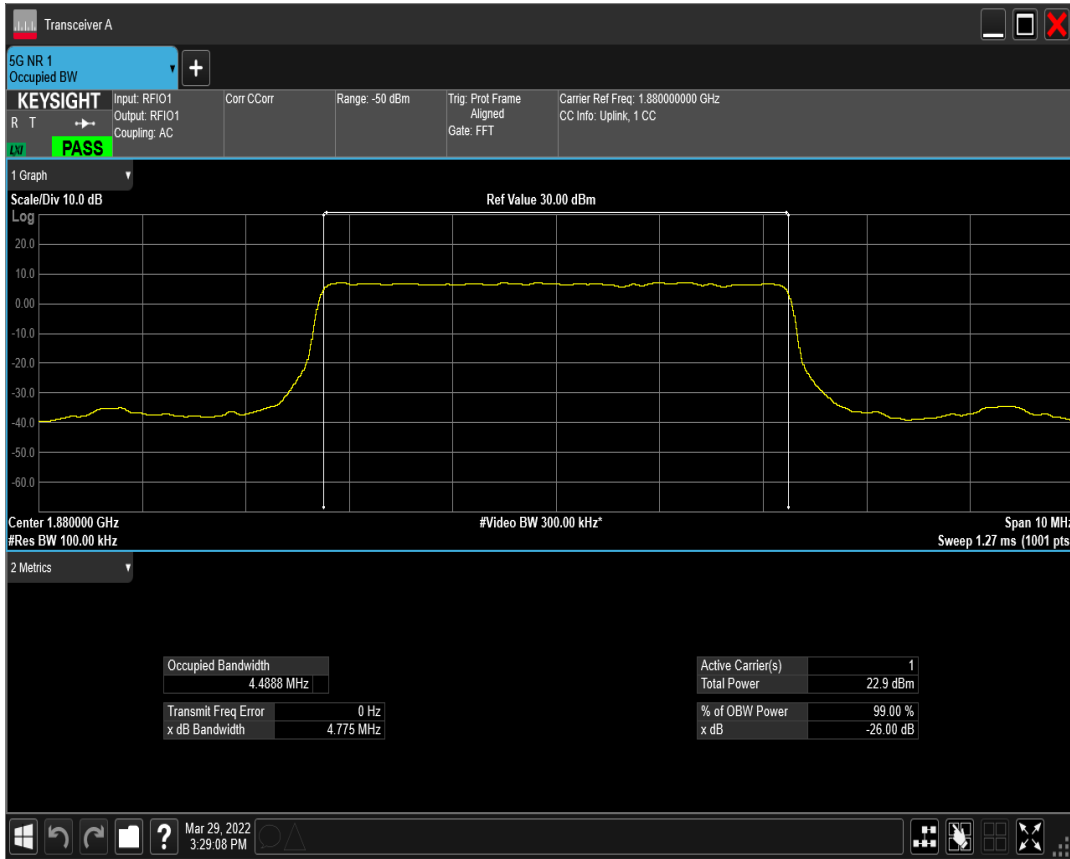 Transceiver A
5G NR 1
Occupied BW
+
KEYSIGHT
R T
LXI
PASS
Input: RFIO1
Output: RFIO1
Coupling: AC
Corr CCorr
Range: -50 dBm
Trig: Prot Frame
Aligned
Gate: FFT
Carrier Ref Freq: 1.880000000 GHz
CC Info: Uplink, 1 CC
1 Graph
Scale/Div 10.0 dB
Ref Value 30.00 dBm
Log
20.0
10.0
0.00
-10.0
-20.0
-30.0
-40.0
-50.0
-60.0
Center 1.880000 GHz
#Video BW 300.00 kHz*
Span 10 MHz
#Res BW 100.00 kHz
Sweep 1.27 ms (1001 pts
2 Metrics
Occupied Bandwidth
4.4888 MHz
Transmit Freq Error 0 Hz
x dB Bandwidth 4.775 MHz
Active Carrier(s) 1
Total Power 22.9 dBm
% of OBW Power 99.00 %
x dB -26.00 dB
?
Mar 29, 2022
3:29:08 PM